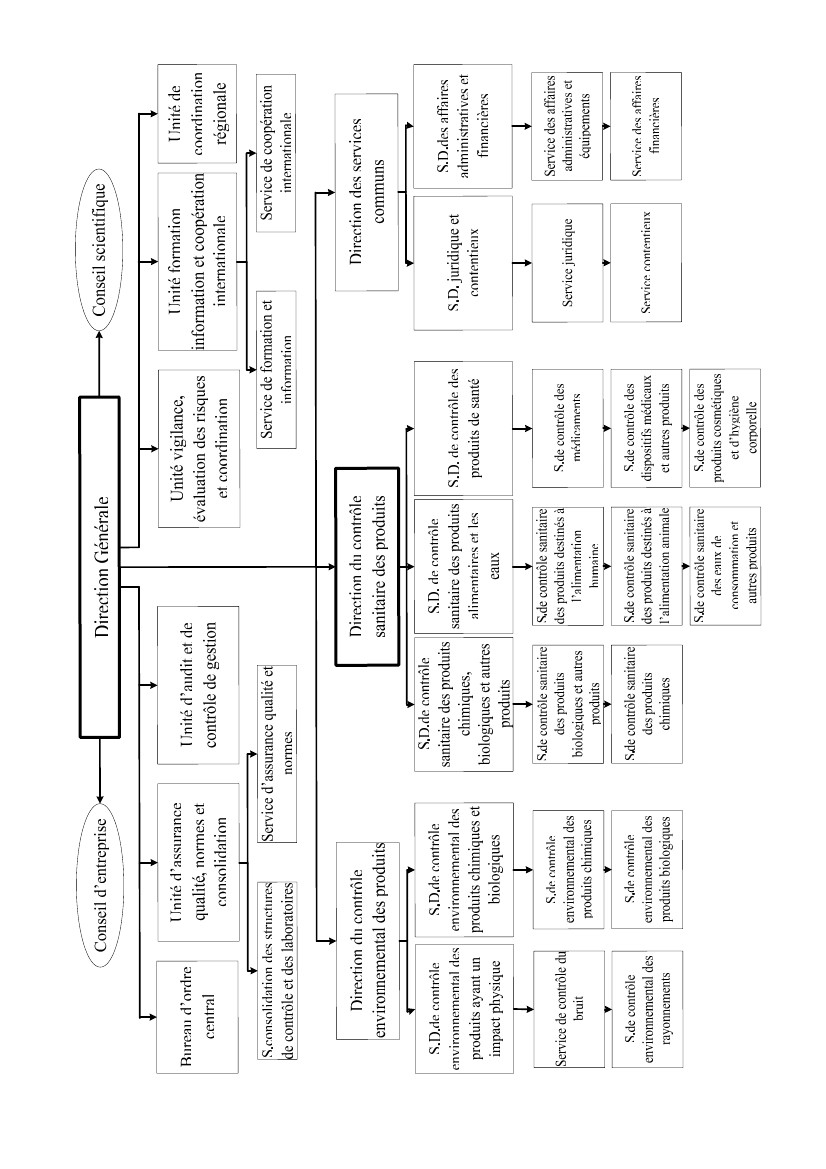 Conseil d’entreprise
Direction Générale
Conseil scientifique
Bureau d’ordre
central
Unité d’assurance
qualité, normes et
consolidation
Unité d’audit et de
contrôle de gestion
Unité vigilance,
évaluation des risques
et coordination
Unité formation
information et coopération
internationale
Unité de
coordination
régionale
S.consolidation des structures
de contrôle et des laboratoires
Service d’assurance qualité et
normes
Service de formation et
information
Service de coopération
internationale
Direction du contrôle
environnemental des produits
Direction du contrôle
sanitaire des produits
Direction des services
communs
S.D.de contrôle
environnemental des
produits ayant un
impact physique
S.D.de contrôle
environnemental des
produits chimiques et
biologiques
S.D.de contrôle
sanitaire des produits
chimiques,
biologiques et autres
produits
S.D. de contrôle
sanitaire des produits
alimentaires et les
eaux
S.D. de contrôle des
produits de santé
S.D. juridique et
contentieux
S.D.des affaires
administratives et
financières
Service de contrôle du
bruit
S.de contrôle
environnemental des
produits chimiques
S.de contrôle sanitaire
des produits
biologiques et autres
produits
S.de contrôle sanitaire
des produits destinés à
l’alimentation
humaine
S.de contrôle des
médicaments
Service juridique
Service des affaires
administratives et
équipements
S.de contrôle
environnemental des
rayonnements
S.de contrôle
environnemental des
produits biologiques
S.de contrôle sanitaire
des produits
chimiques
S.de contrôle sanitaire
des produits destinés à
l’alimentation animale
S.de contrôle des
dispositifs médicaux
et autres produits
Service contentieux
Service des affaires
financières
S.de contrôle sanitaire
des eaux de
consommation et
autres produits
S.de contrôle des
produits cosmétiques
et d’hygiène
corporelle